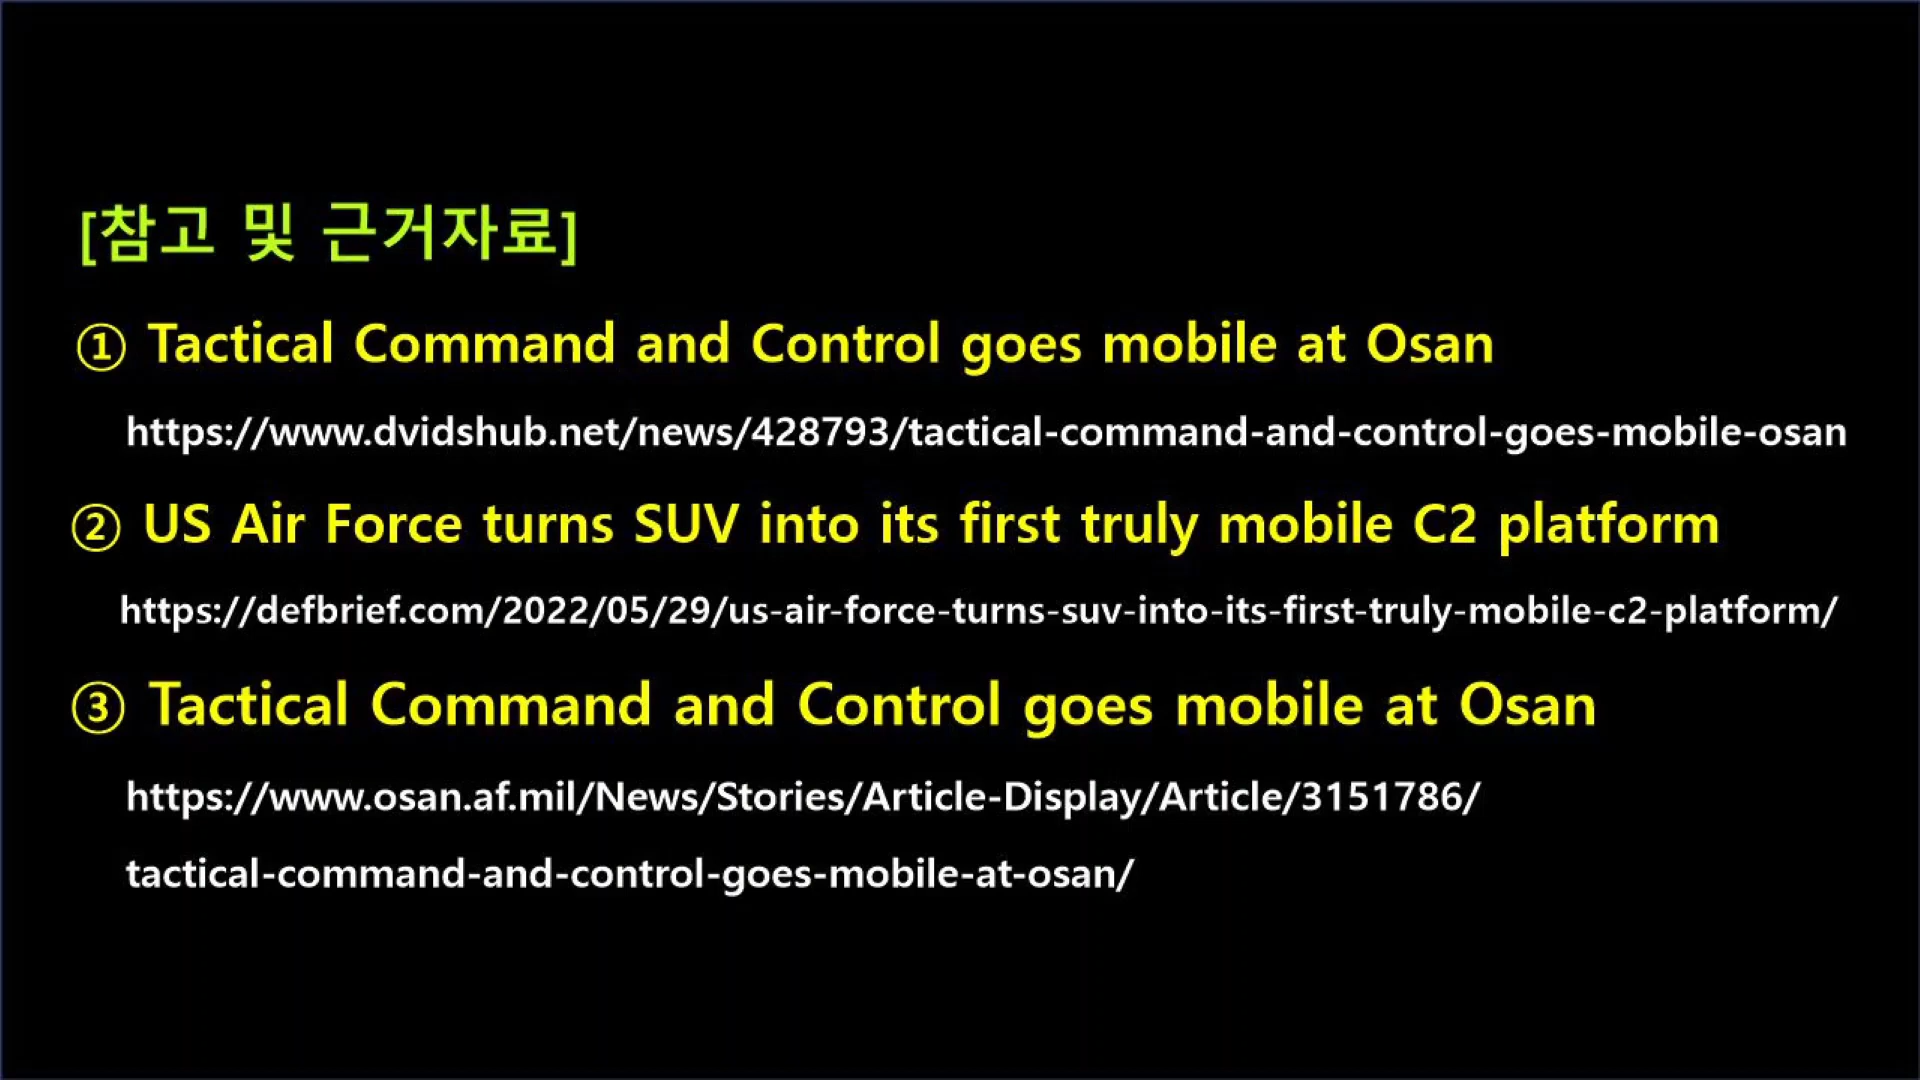 [참고 및 근거자료]
① Tactical Command and Control goes mobile at Osan
https://www.dvidshub.net/news/428793/tactical-command-and-control-goes-mobile-osan
② US Air Force turns SUV into its first truly mobile C2 platform
https://defbrief.com/2022/05/29/us-air-force-turns-suv-into-its-first-truly-mobile-c2-platform/
③ Tactical Command and Control goes mobile at Osan
https://www.osan.af.mil/News/Stories/Article-Display/Article/3151786/
tactical-command-and-control-goes-mobile-at-osan/